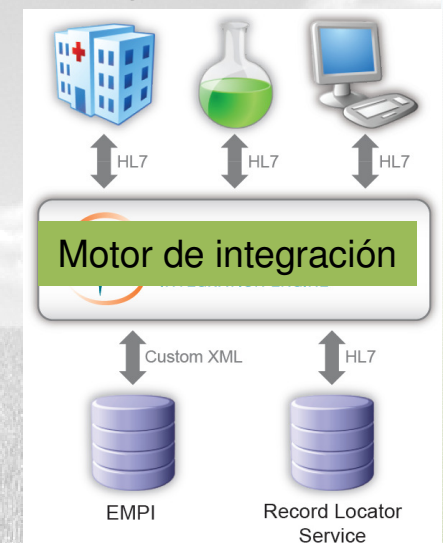 HL7
HL7
HL7
Motor de integración
Custom XML
HL7
EMPI
Record Locator
Service